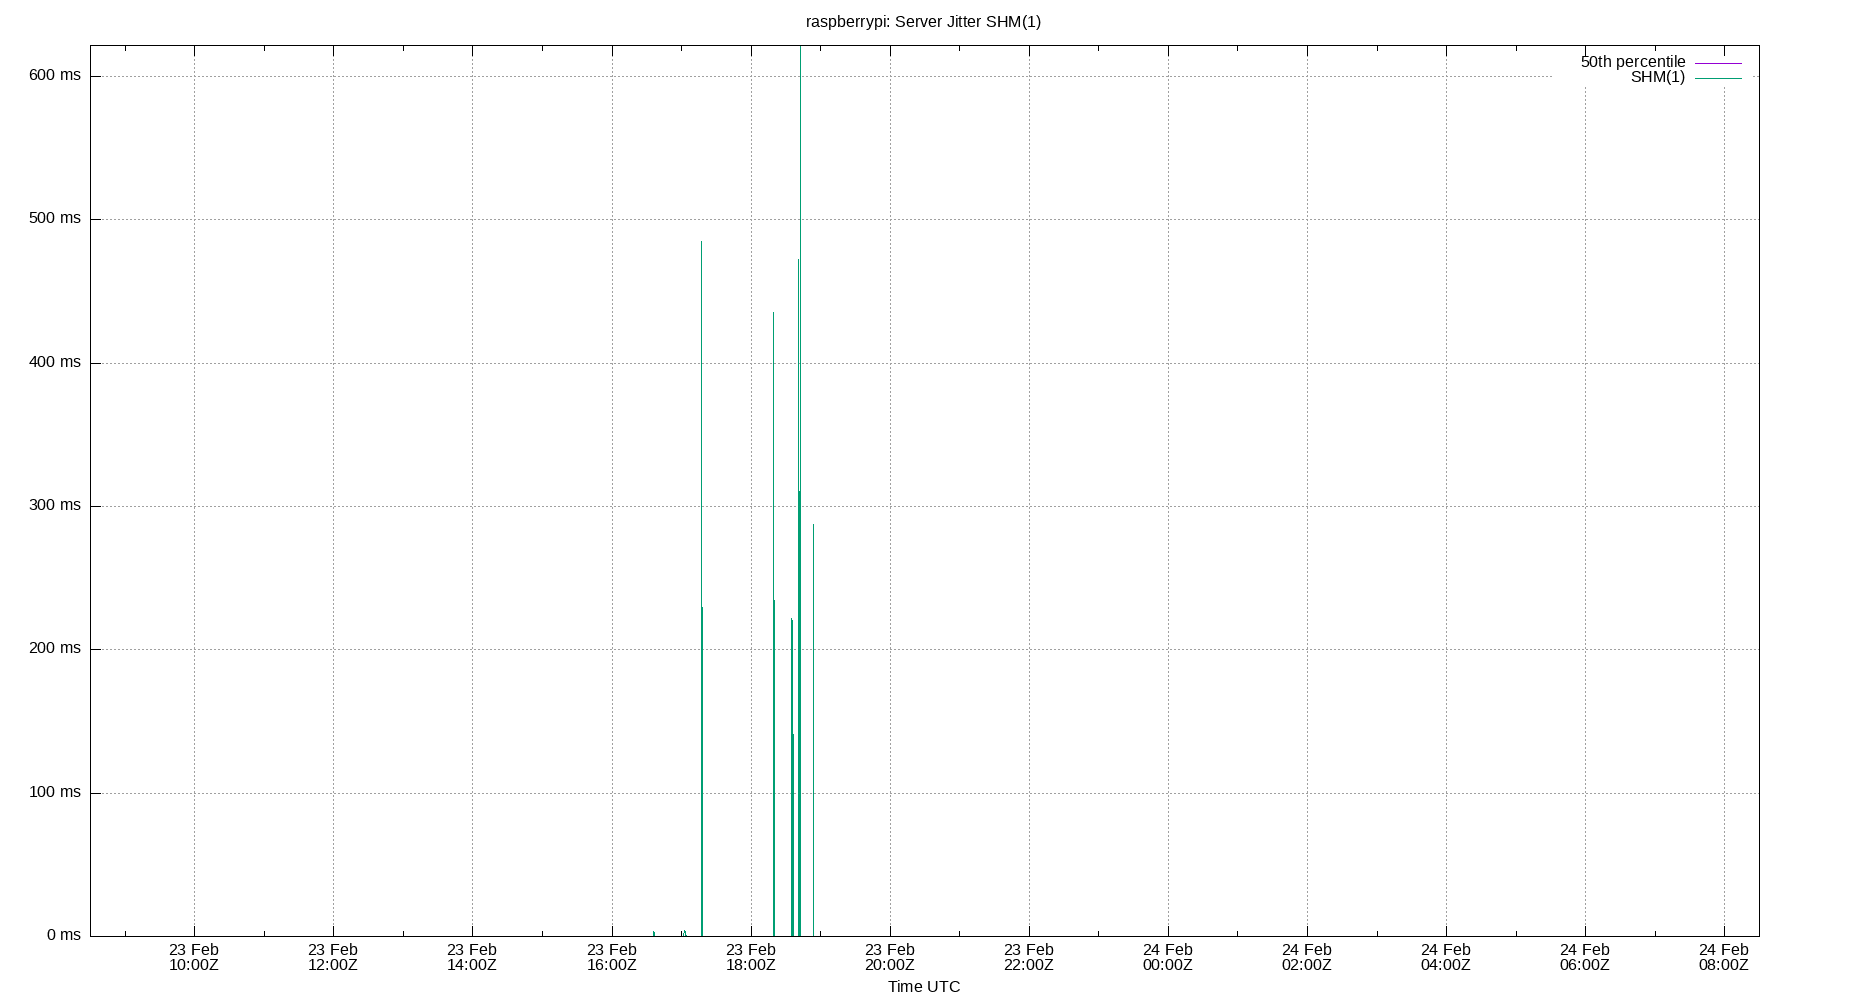 raspberrypi: Server Jitter SHM(1)
600 ms
500 ms
400 ms
300 ms
200 ms
100 ms
0 ms
50th percentile
SHM(1)
23 Feb 23 Feb 23 Feb 23 Feb 23 Feb 23 Feb 23 Feb 24 Feb 24 Feb 24 Feb 24 Feb 24 Feb
10:00Z 12:00Z 14:00Z 16:00Z 18:00Z 20:00Z 22:00Z 00:00Z 02:00Z 04:00Z 06:00Z 08:00Z
Time UTC